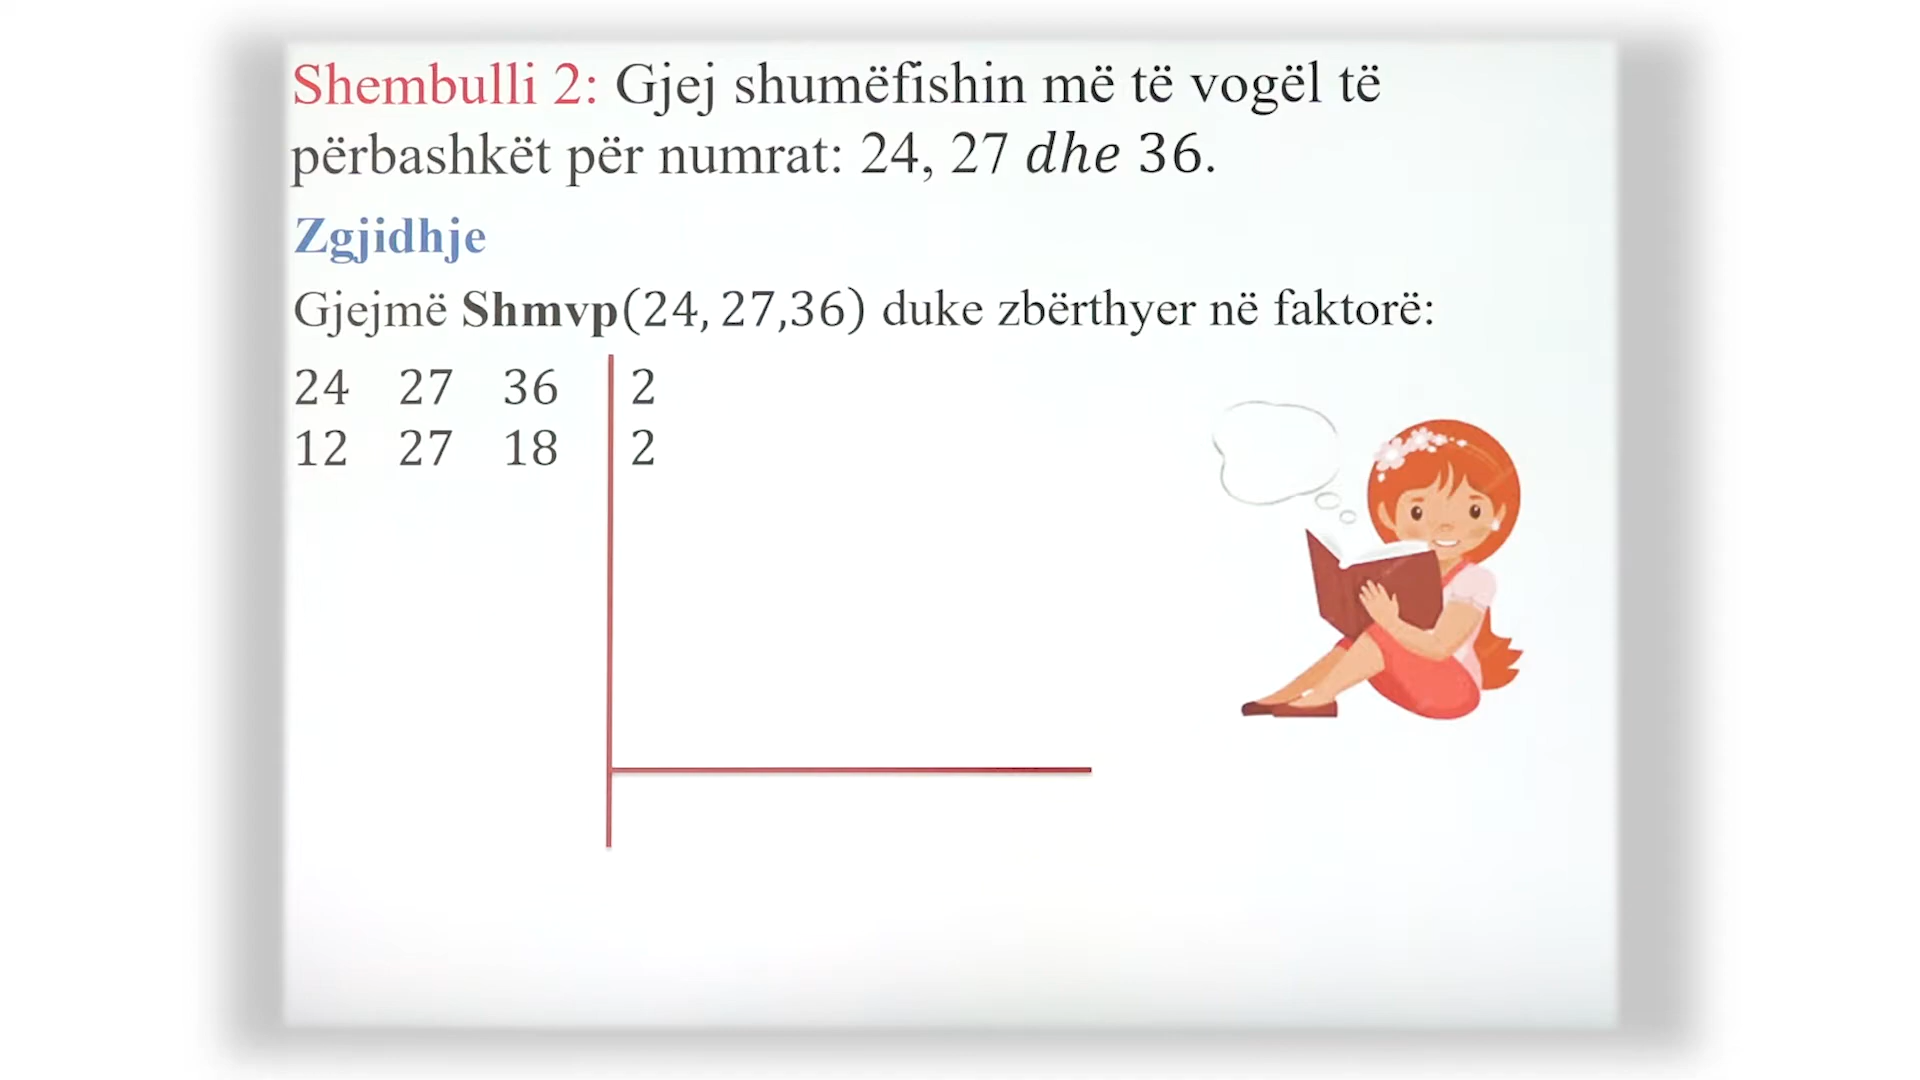 Shembulli 2: Gjej shumëfishin më të vogël të
përbashkët për numrat: 24, 27 dhe 36.
Zgjidhje
Gjejmë Shmvp(24, 27,36) duke zbërthyer në faktorë:
24 27 36 2
12 27 18 2